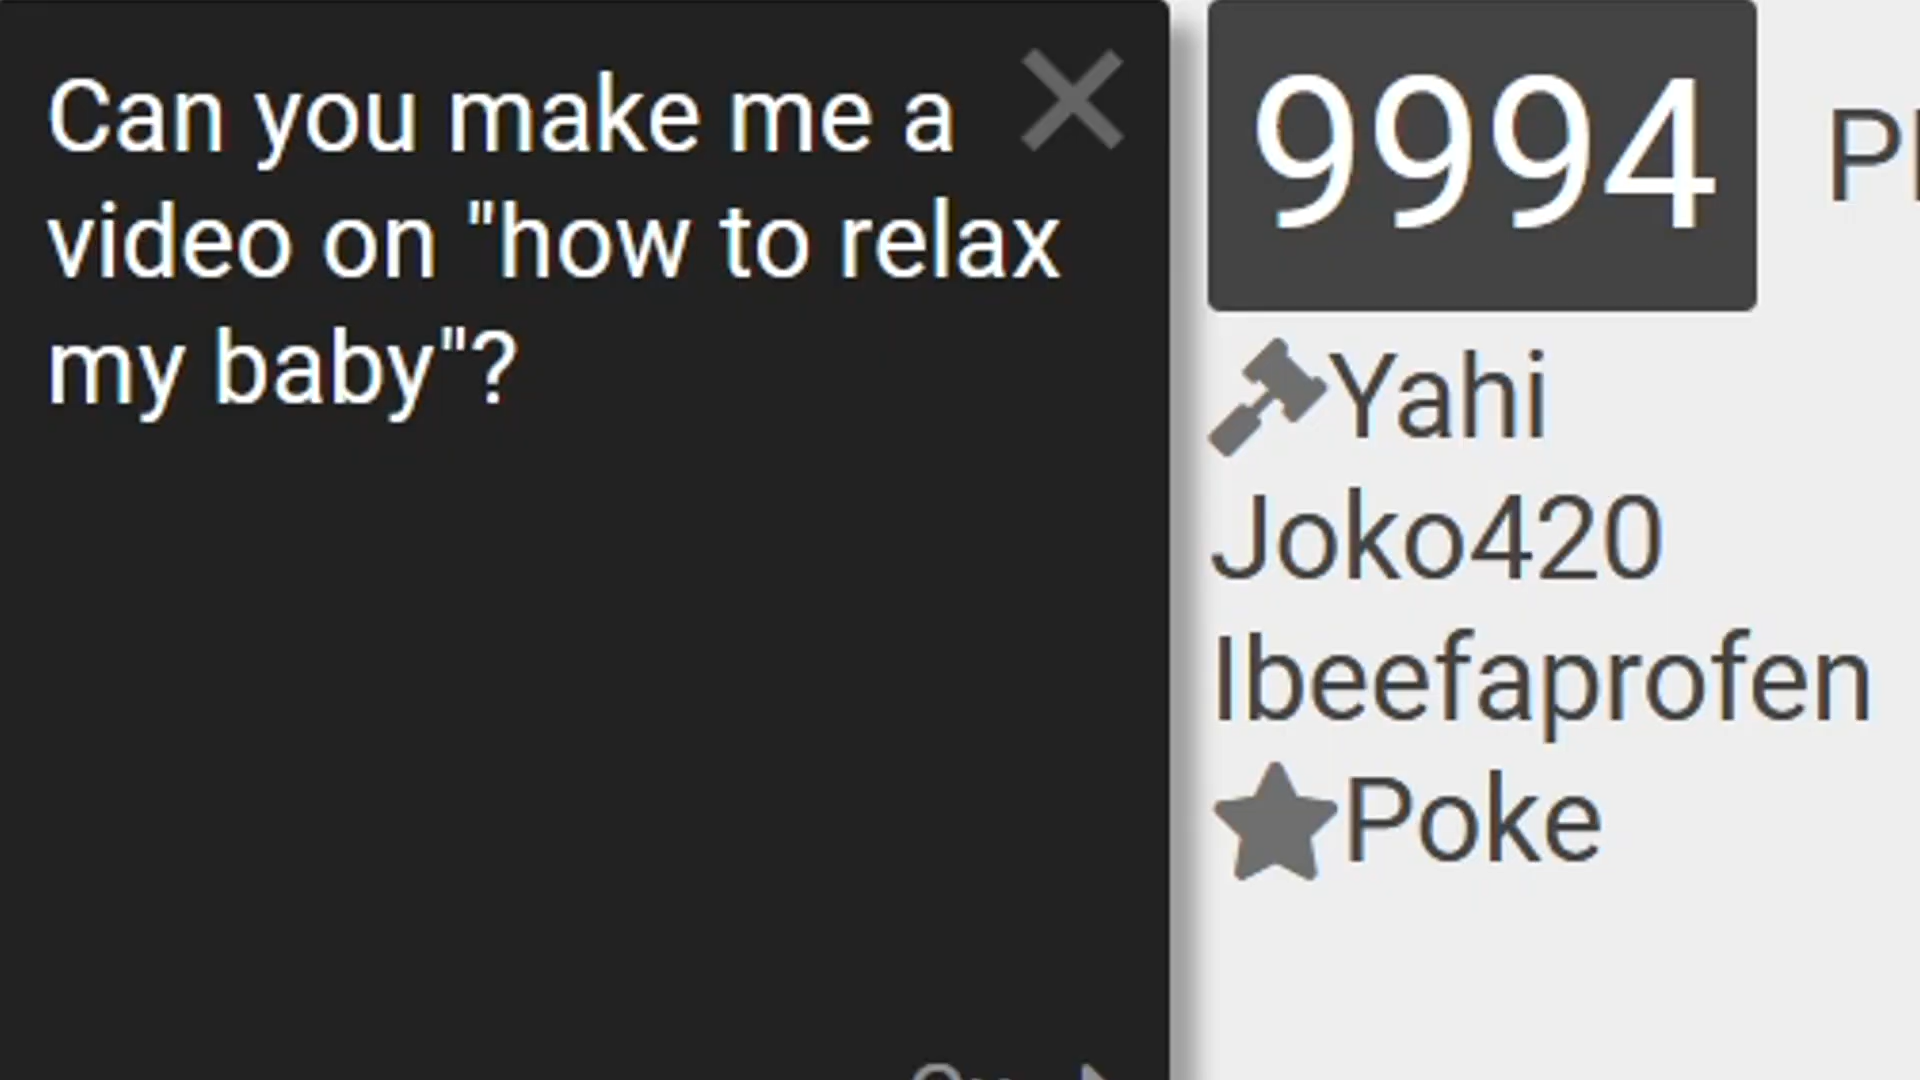 Can you make me a
video on "how to relax
my baby"?
9994
Yahi
Joko420
Ibeefaprofen
Poke